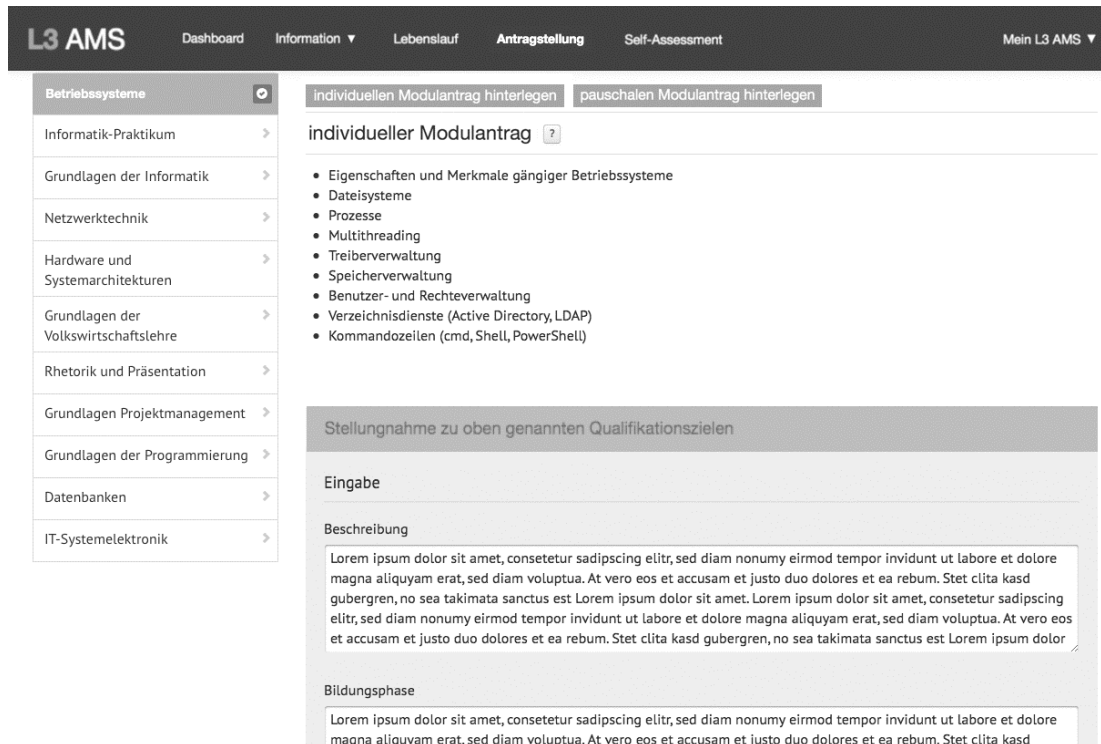 L3 AMS Dashboard Information ▼ Lebenslauf Antragstellung Self-Assessment Mein L3 AMS ▼
Betriebssysteme
Informatik-Praktikum
Grundlagen der Informatik
Netzwerktechnik
Hardware und
Systemarchitekturen
Grundlagen der
Volkswirtschaftslehre
Rhetorik und Präsentation
Grundlagen Projektmanagement
Grundlagen der Programmierung
Datenbanken
IT-Systemelektronik
individuellen Modulantrag hinterlegen pauschalen Modulantrag hinterlegen
individueller Modulantrag ?
• Eigenschaften und Merkmale gängiger Betriebssysteme
• Dateisysteme
• Prozesse
• Multithreading
• Treiberverwaltung
• Speicherverwaltung
• Benutzer- und Rechteverwaltung
• Verzeichnisdienste (Active Directory, LDAP)
• Kommandozeilen (cmd, Shell, PowerShell)
Stellungnahme zu oben genannten Qualifikationszielen
Eingabe
Beschreibung
Lorem ipsum dolor sit amet, consetetur sadipscing elitr, sed diam nonumy eirmod tempor invidunt ut labore et dolore
magna aliquyam erat, sed diam voluptua. At vero eos et accusam et justo duo dolores et ea rebum. Stet clita kasd
gubergren, no sea takimata sanctus est Lorem ipsum dolor sit amet. Lorem ipsum dolor sit amet, consetetur sadipscing
elitr, sed diam nonumy eirmod tempor invidunt ut labore et dolore magna aliquyam erat, sed diam voluptua. At vero eos
et accusam et justo duo dolores et ea rebum. Stet clita kasd gubergren, no sea takimata sanctus est Lorem ipsum dolor
Bildungsphase
Lorem ipsum dolor sit amet, consetetur sadipscing elitr, sed diam nonumy eirmod tempor invidunt ut labore et dolore
magna aliquyam erat, sed diam voluptua. At vero eos et accusam et justo duo dolores et ea rebum. Stet clita kasd